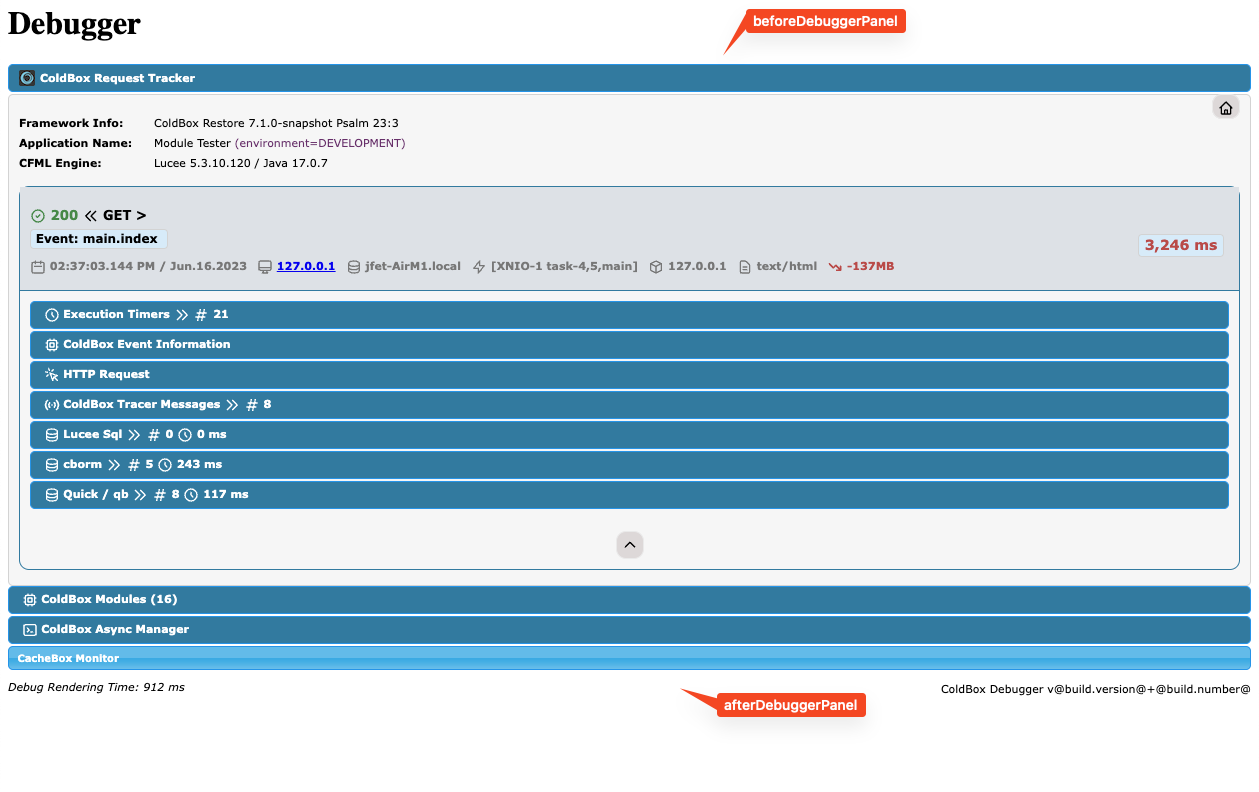 Debugger
beforeDebuggerPanel
ColdBox Request Tracker
Framework Info: ColdBox Restore 7.1.0-snapshot Psalm 23:3
Application Name: Module Tester (environment=DEVELOPMENT)
CFML Engine: Lucee 5.3.10.120 / Java 17.0.7
200 « GET >
Event: main.index
3,246 ms
02:37:03.144 PM / Jun.16.2023 127.0.0.1 jfet-AirM1.local [XNIO-1 task-4,5,main] 127.0.0.1 text/html -137MB
Execution Timers » # 21
ColdBox Event Information
HTTP Request
ColdBox Tracer Messages » # 8
Lucee Sql » # 0 0 ms
cborm » # 5 243 ms
Quick / qb » # 8 117 ms
ColdBox Modules (16)
ColdBox Async Manager
CacheBox Monitor
Debug Rendering Time: 912 ms
ColdBox Debugger v@build.version@+@build.number@
afterDebuggerPanel